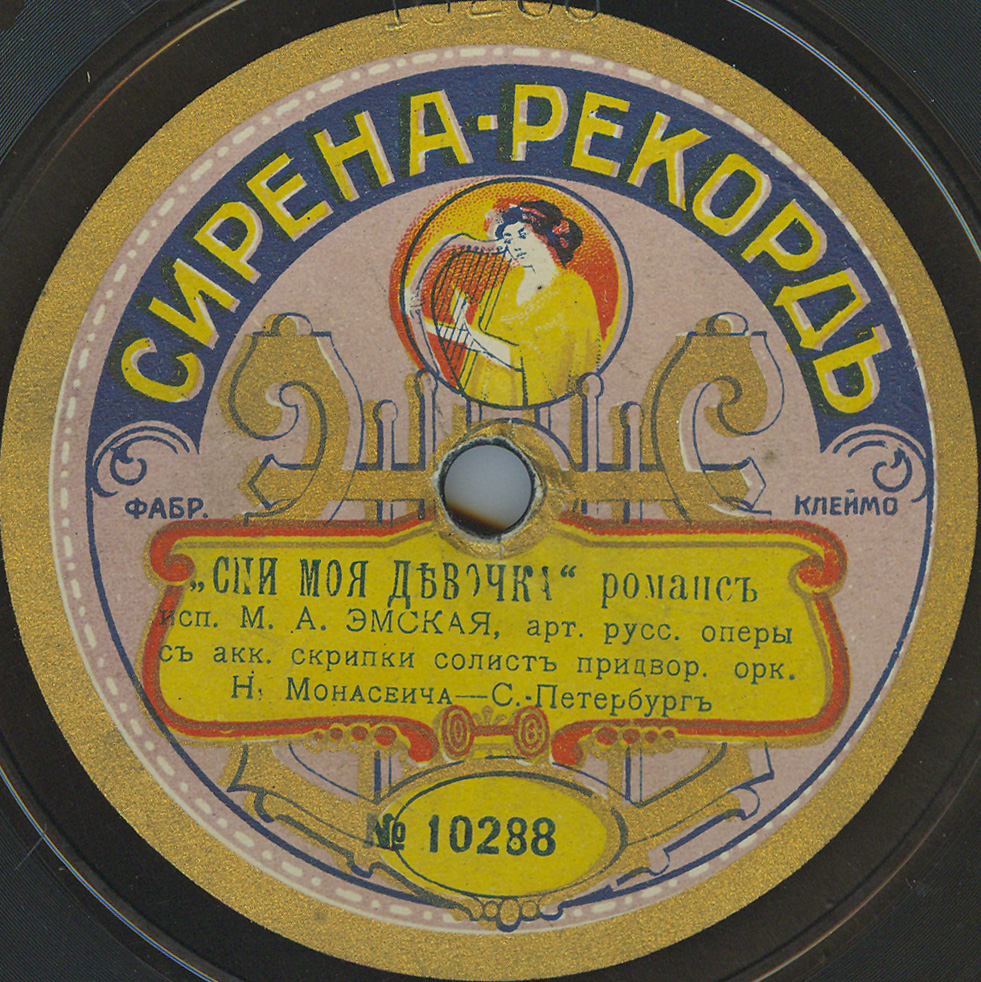 СИРЕНА-РЕКОРДЪ
ФАБР. КЛЕЙМО
„СПИ МОЯ ДѢВОЧКА“ романсъ
исп. М. А. ЭМСКАЯ, арт. русс. оперы
съ акк. скрипки солистъ придвор. орк.
Н. Монасеича—С.-Петербургъ
№ 10288